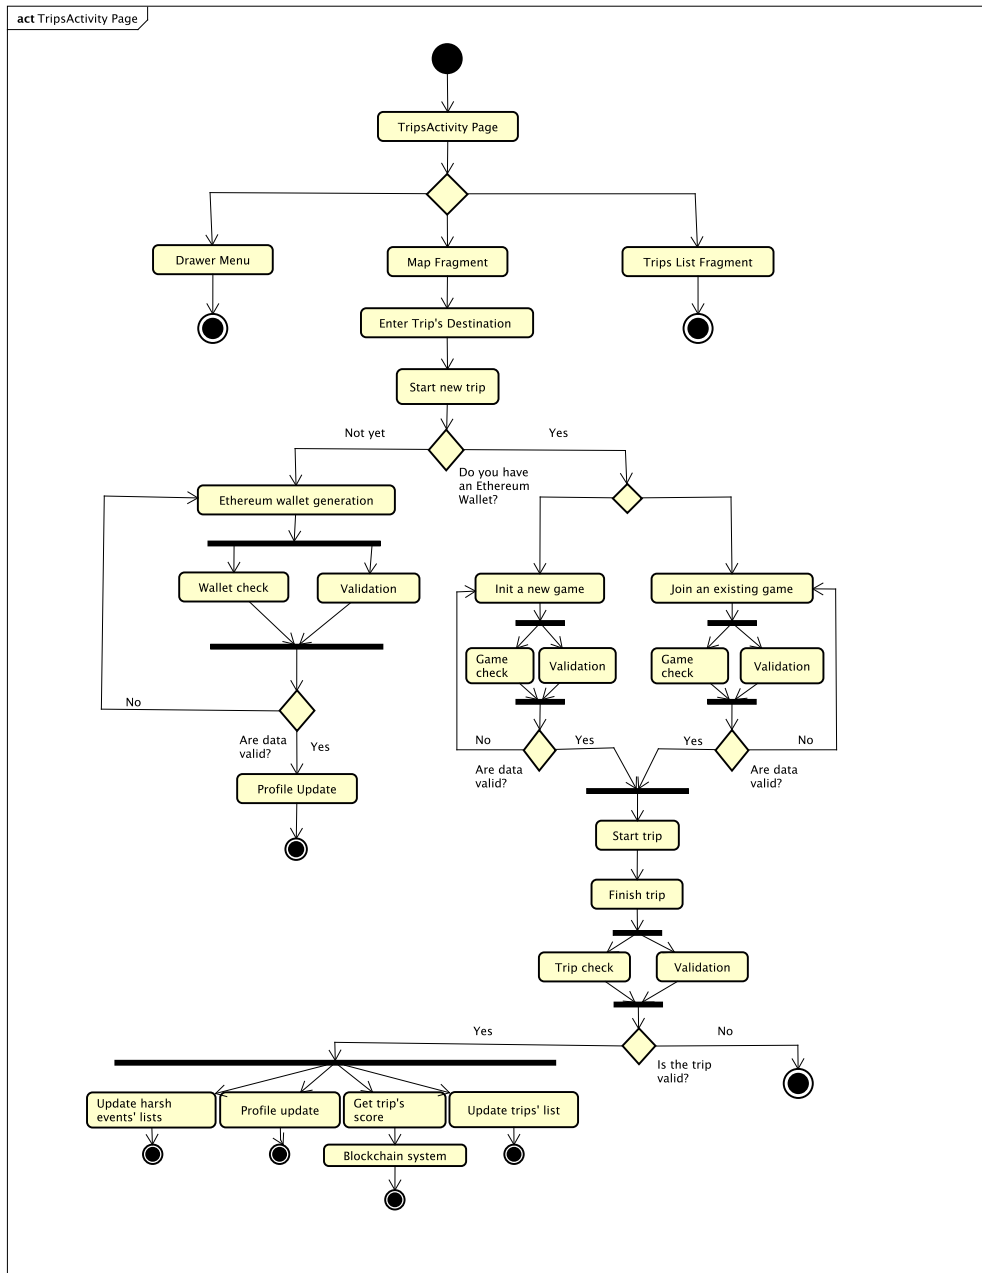 act TripsActivity Page
TripsActivity Page
Drawer Menu
Map Fragment
Trips List Fragment
Enter Trip's Destination
Start new trip
Not yet
Yes
Do you have
an Ethereum
Wallet?
Ethereum wallet generation
Wallet check
Validation
Init a new game
Join an existing game
Game
check
Validation
Game
check
Validation
No
Are data
valid?
Yes
No
Yes
Are data
valid?
Yes
No
Are data
valid?
Profile Update
Start trip
Finish trip
Trip check
Validation
Yes
No
Is the trip
valid?
Update harsh
events' lists
Profile update
Get trip's
score
Update trips' list
Blockchain system